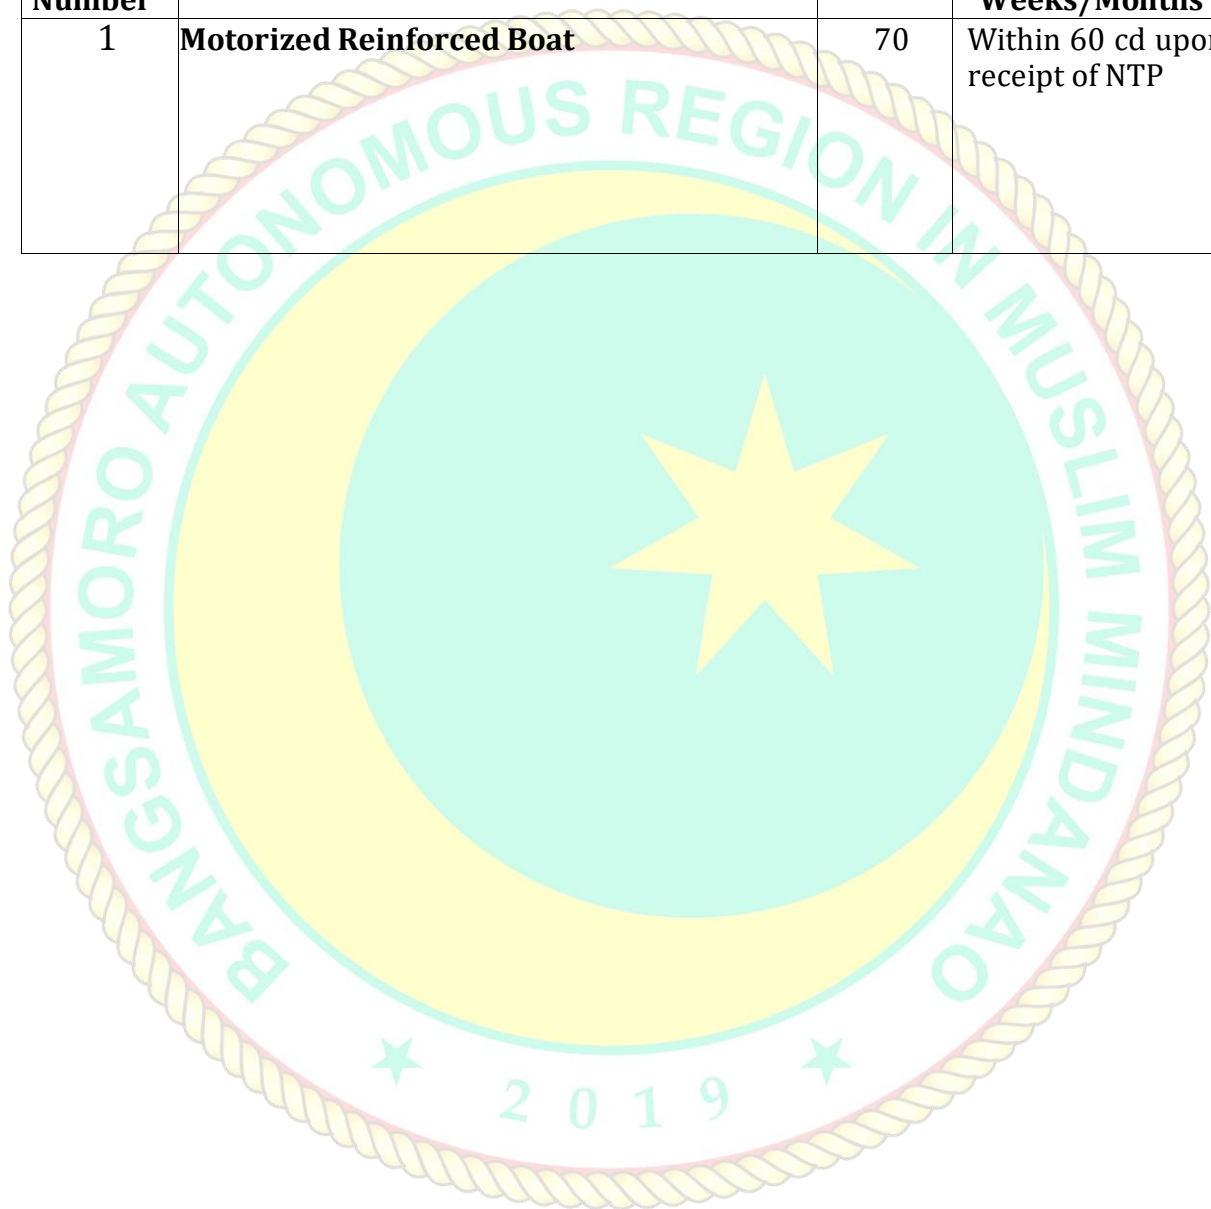 Number Weeks/Months
1 Motorized Reinforced Boat 70 Within 60 cd upon
receipt of NTP
BANGSAMORO AUTONOMOUS REGION IN MUSLIM MINDANAO
2019